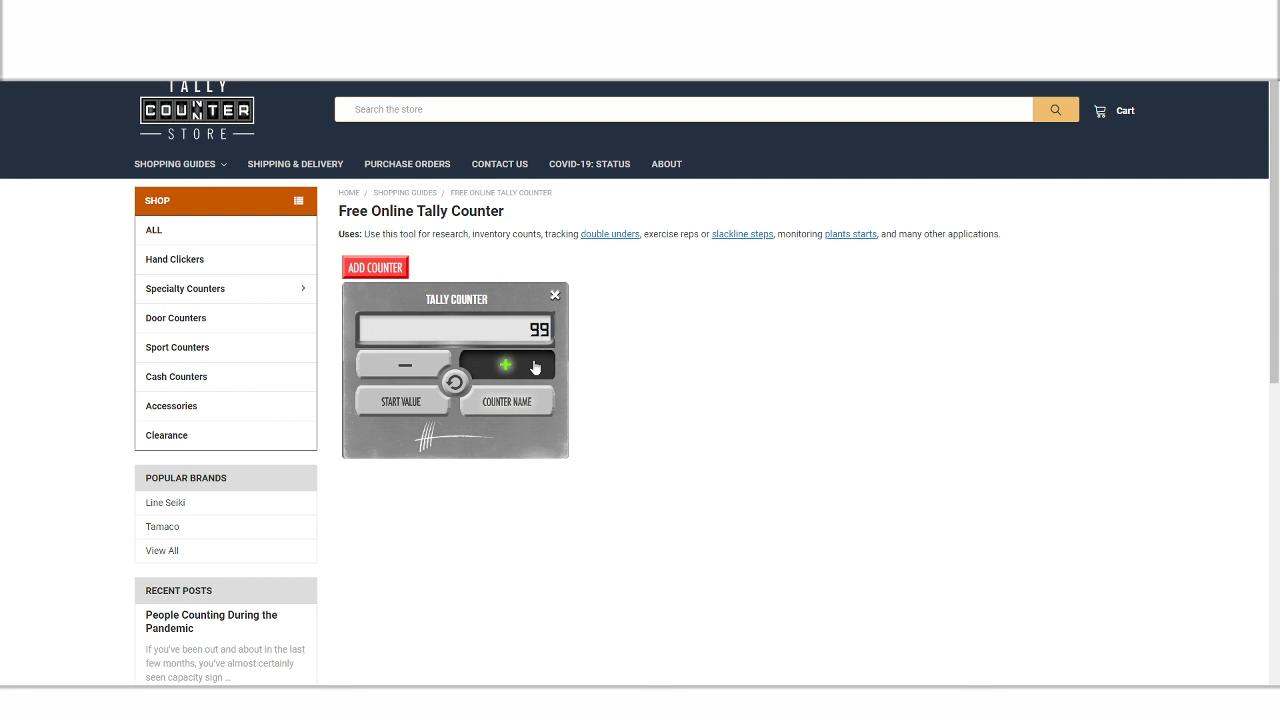 TALLY
COUNTER
STORE
Search the store
Cart
SHOPPING GUIDES
SHIPPING & DELIVERY
PURCHASE ORDERS
CONTACT US
COVID-19: STATUS
ABOUT
SHOP
ALL
Hand Clickers
Specialty Counters
Door Counters
Sport Counters
Cash Counters
Accessories
Clearance
POPULAR BRANDS
Line Seiki
Tamaco
View All
RECENT POSTS
People Counting During the
Pandemic
If you've been out and about in the last
few months, you've almost certainly
seen capacity sign ...
HOME / SHOPPING GUIDES / FREE ONLINE TALLY COUNTER
Free Online Tally Counter
Uses: Use this tool for research, inventory counts, tracking double unders, exercise reps or slackline steps, monitoring plants starts, and many other applications.
ADD COUNTER
TALLY COUNTER
99
START VALUE
COUNTER NAME